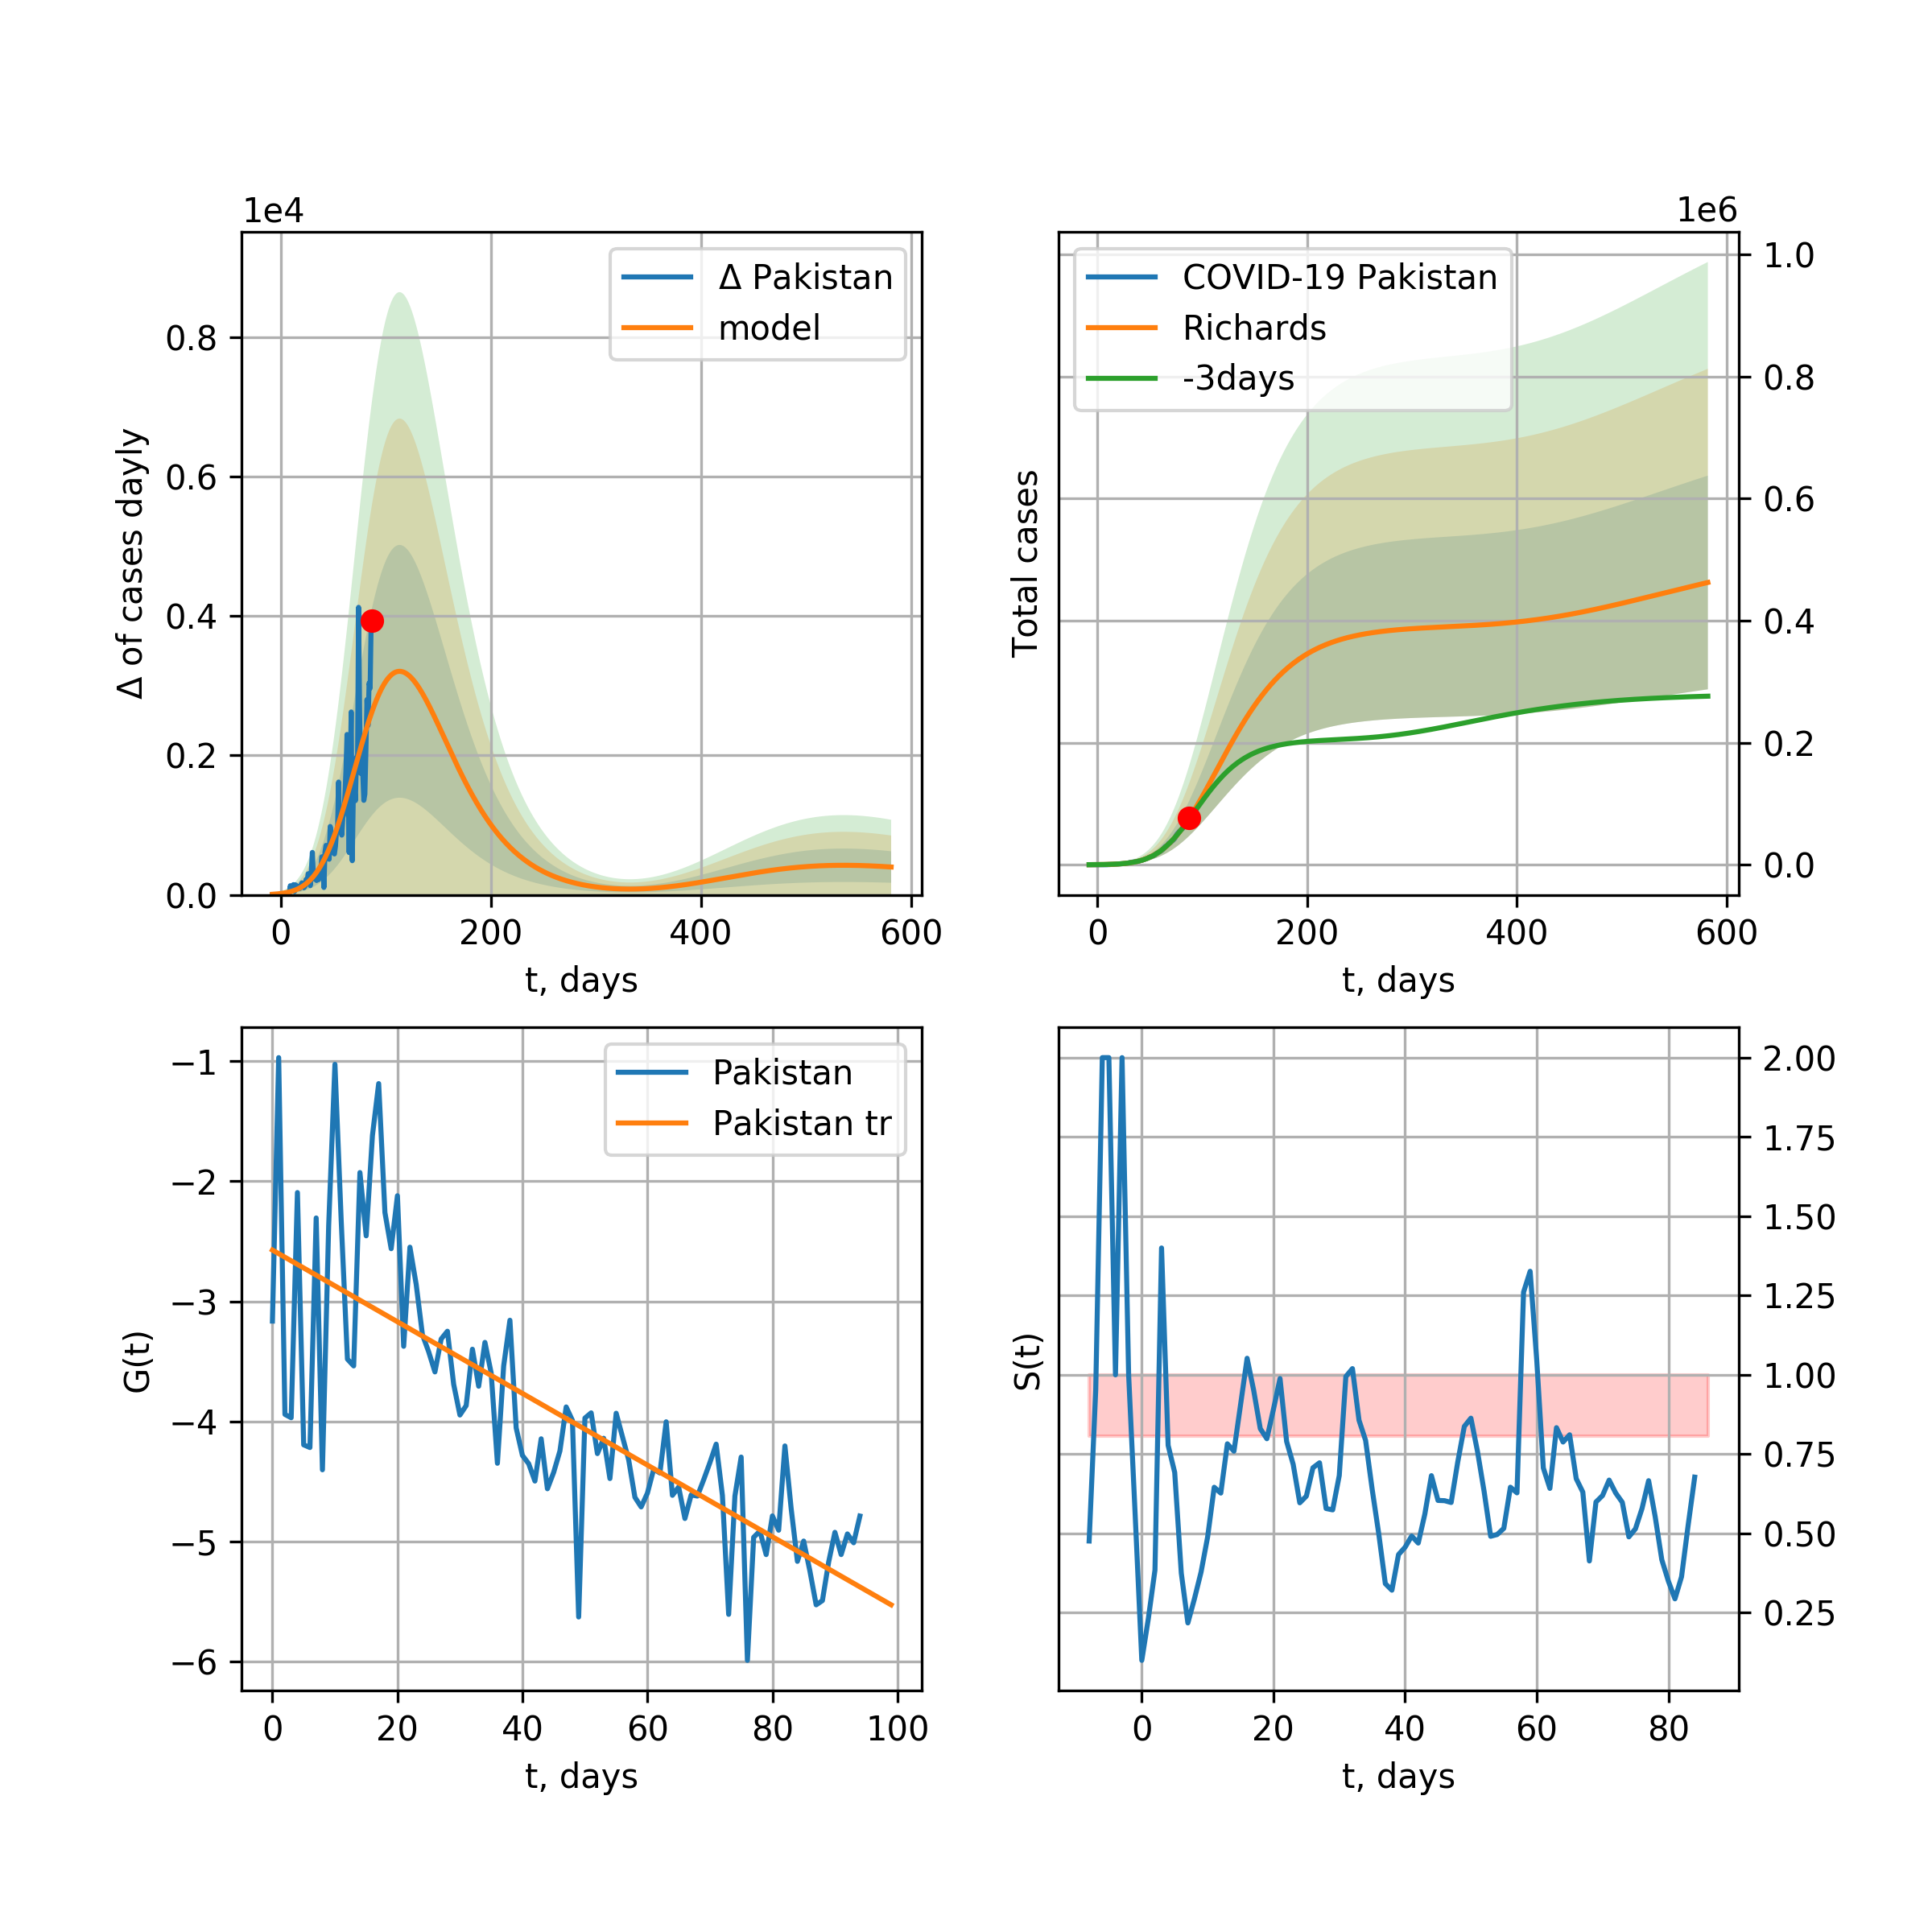 1e4
Δ Pakistan
model
0.8
0.6
0.4
0.2
0.0
Δ of cases dayly
0
200
400
600
t, days
1e6
COVID-19 Pakistan
Richards
-3days
1.0
0.8
0.6
0.4
0.2
0.0
Total cases
0
200
400
600
t, days
Pakistan
Pakistan tr
−1
−2
−3
−4
−5
−6
G(t)
0
20
40
60
80
100
t, days
2.00
1.75
1.50
1.25
1.00
0.75
0.50
0.25
S(t)
0
20
40
60
80
t, days